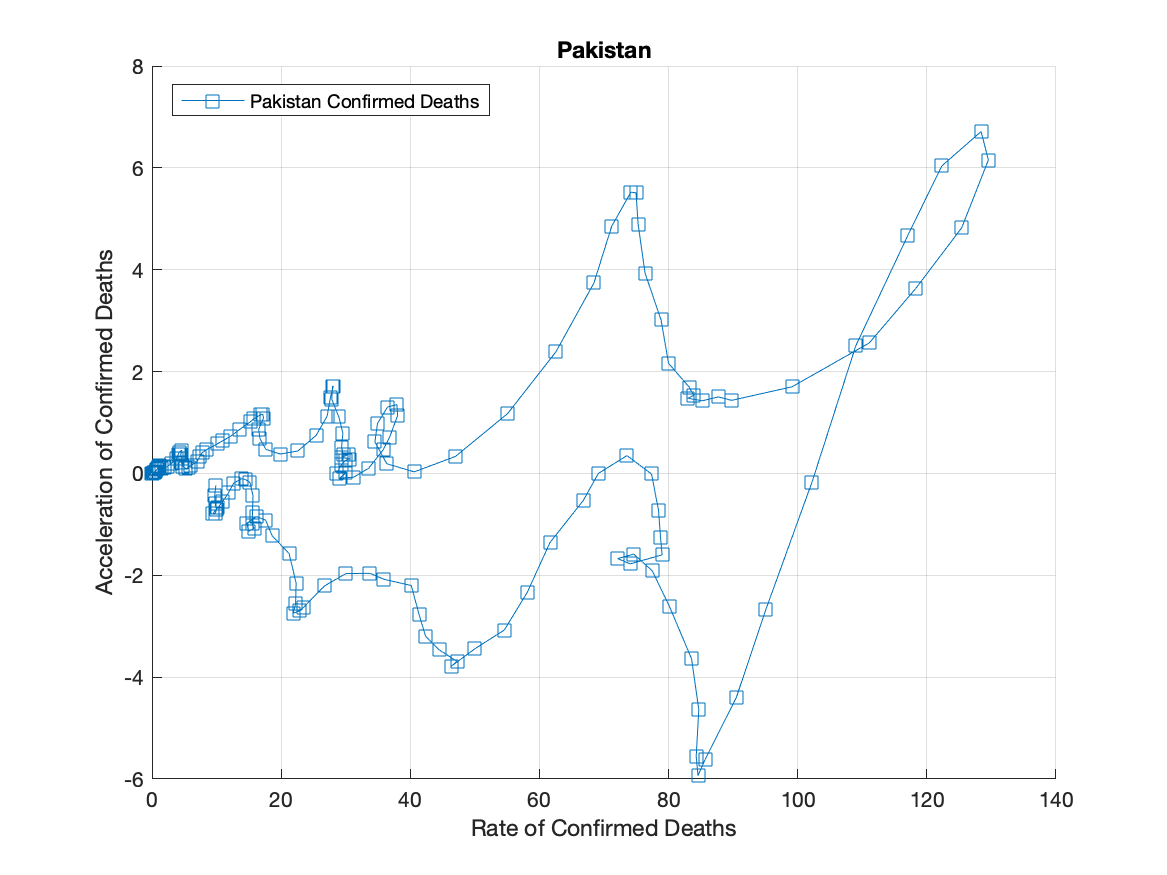 Pakistan
Pakistan Confirmed Deaths
8
6
4
2
0
-2
-4
-6
Acceleration of Confirmed Deaths
0 20 40 60 80 100 120 140
Rate of Confirmed Deaths